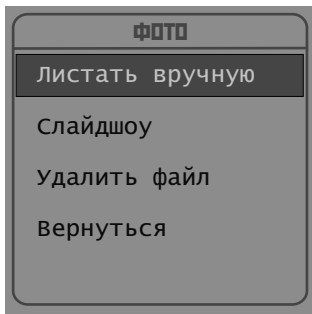 ФОТО
Листать вручную
Слайдшоу
Удалить файл
Вернуться